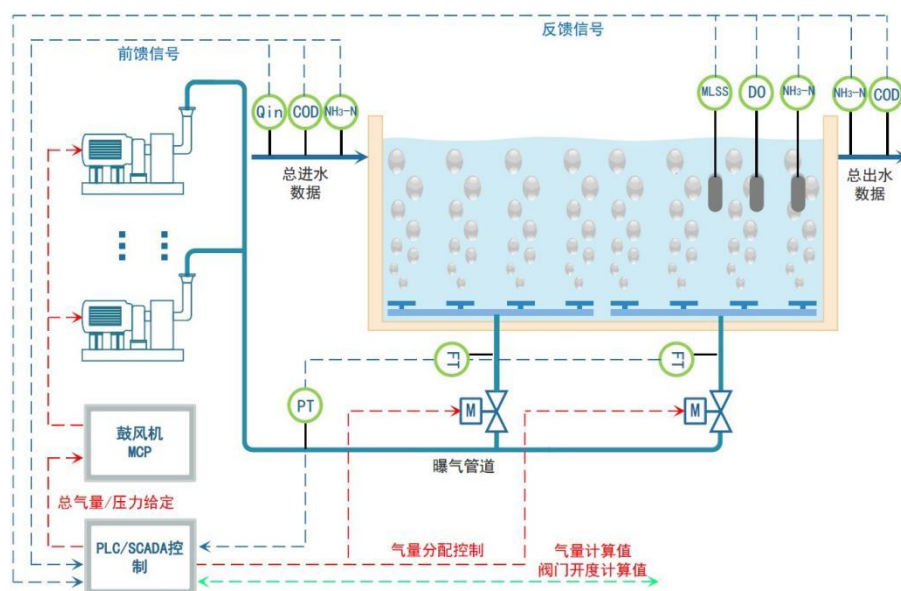 反馈信号
前馈信号
Qin
COD
NH₃-N
MLSS
DO
NH₃-N
NH₃-N
COD
总进水
数据
总出水
数据
FT
FT
PT
M
M
鼓风机
MCP
曝气管道
总气量/压力给定
PLC/SCADA控
制
气量分配控制
气量计算值
阀门开度计算值